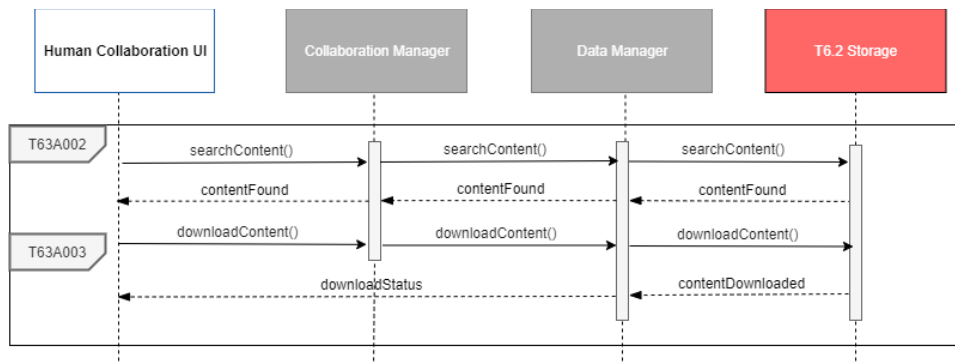 Human Collaboration UI
Collaboration Manager
Data Manager
T6.2 Storage
T63A002
searchContent()
searchContent()
searchContent()
contentFound
contentFound
contentFound
T63A003
downloadContent()
downloadContent()
downloadContent()
downloadStatus
contentDownloaded